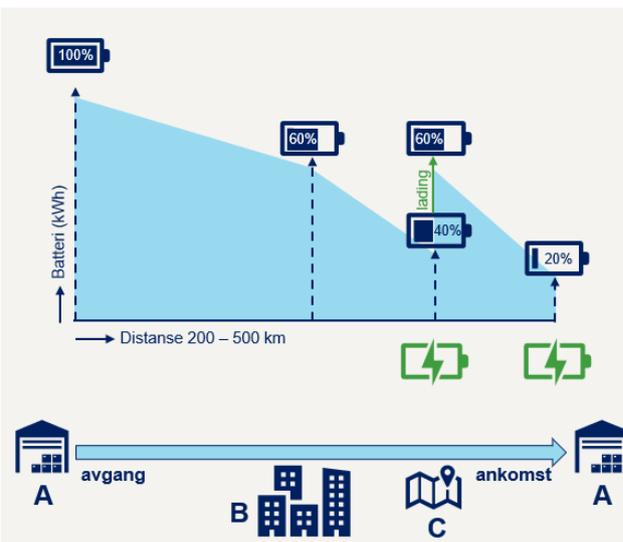 100%
60%
60%
lading
40%
20%
Batteri (kWh)
Distanse 200 – 500 km
avgang
ankomst
A
B
C
A